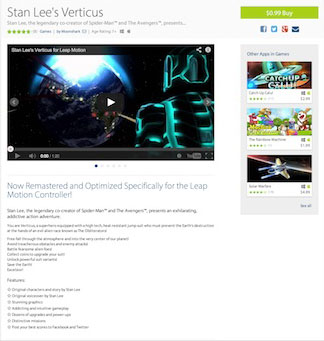 Stan Lee's Verticus
Stan Lee, the legendary co-creator of Spider-Man™ and The Avengers™, presents...
Games
by Moonshark
Age Rating 7+
$0.99 Buy
Stan Lee's Verticus for Leap Motion
Other Apps in Games
CATCH UP
Catch Up Color
$2.99
The Rainbow Machine
$1.99
Solar Warfare
$4.99
See all
Now Remastered and Optimized Specifically for the Leap
Motion Controller!
Stan Lee, the legendary co-creator of Spider-Man™ and The Avengers™, presents an exhilarating,
addictive action adventure.
You are Verticus, a superhero equipped with a high tech, heat resistant jump suit who must prevent the Earth's destruction
at the hands of an evil alien race known as The Obliterators!
Free-fall through the atmosphere and into the very center of our planet!
Avoid treacherous obstacles and enemy attacks!
Battle fearsome alien foes!
Collect coins to upgrade your suit!
Unlock powerful suit variants!
Save the Earth!
Excelsior!
Features:
Original characters and story by Stan Lee
Original voiceover by Stan Lee
Stunning graphics
Addicting and intuitive gameplay
Dozens of upgrades and power-ups
Distinctive missions
Post your best scores to Facebook and Twitter